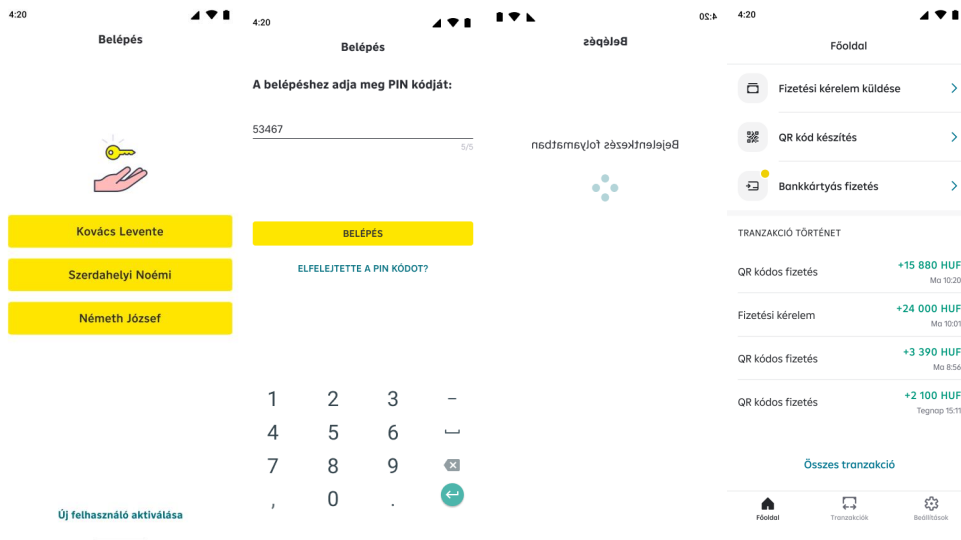 4:20
Belépés
Kovács Levente
Szerdahelyi Noémi
Németh József
Új felhasználó aktiválása
4:20
Belépés
A belépéshez adja meg PIN kódját:
53467
5/5
BELÉPÉS
ELFELEJTETTE A PIN KÓDOT?
1 2 3 –
4 5 6
7 8 9
, 0 .
4:20
Belépés
Bejelentkezés folyamatban
4:20
Főoldal
Fizetési kérelem küldése
QR kód készítés
Bankkártyás fizetés
TRANZAKCIÓ TÖRTÉNET
QR kódos fizetés +15 880 HUF
Ma 10:20
Fizetési kérelem +24 000 HUF
Ma 10:01
QR kódos fizetés +3 390 HUF
Ma 8:56
QR kódos fizetés +2 100 HUF
Tegnap 15:11
Összes tranzakció
Főoldal Tranzakciók Beállítások